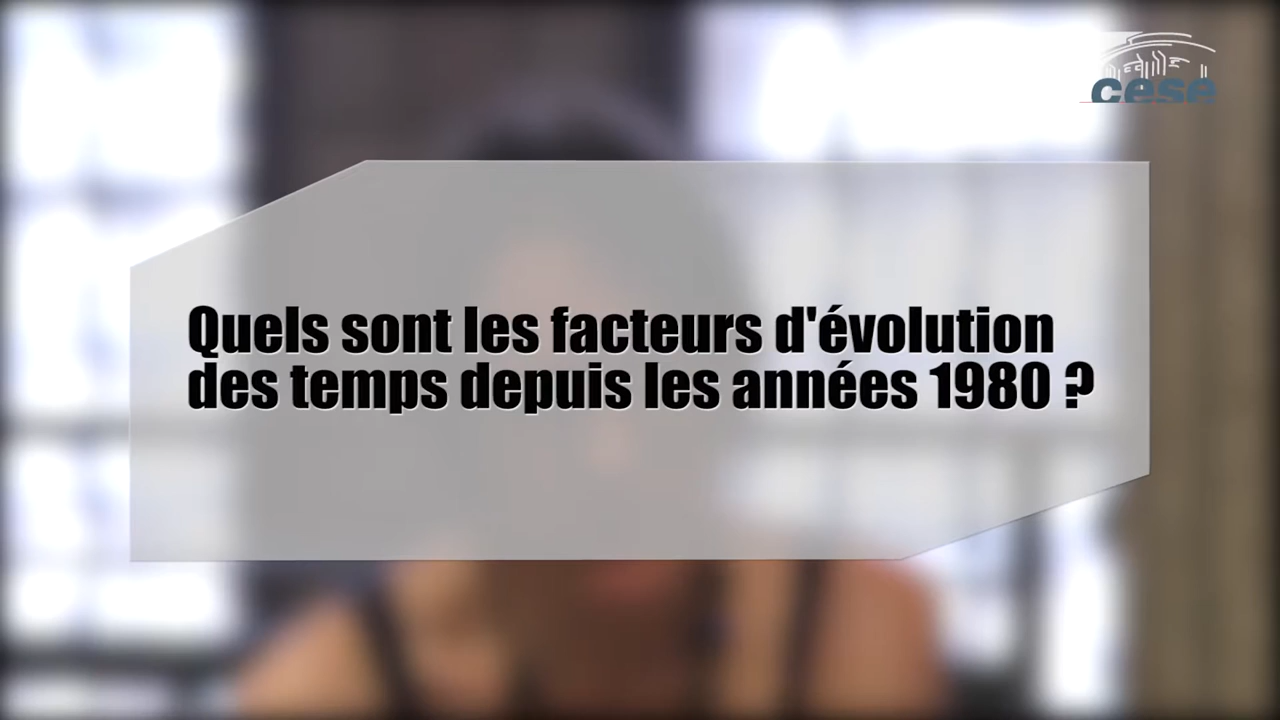 cese
Quels sont les facteurs d'évolution
des temps depuis les années 1980 ?